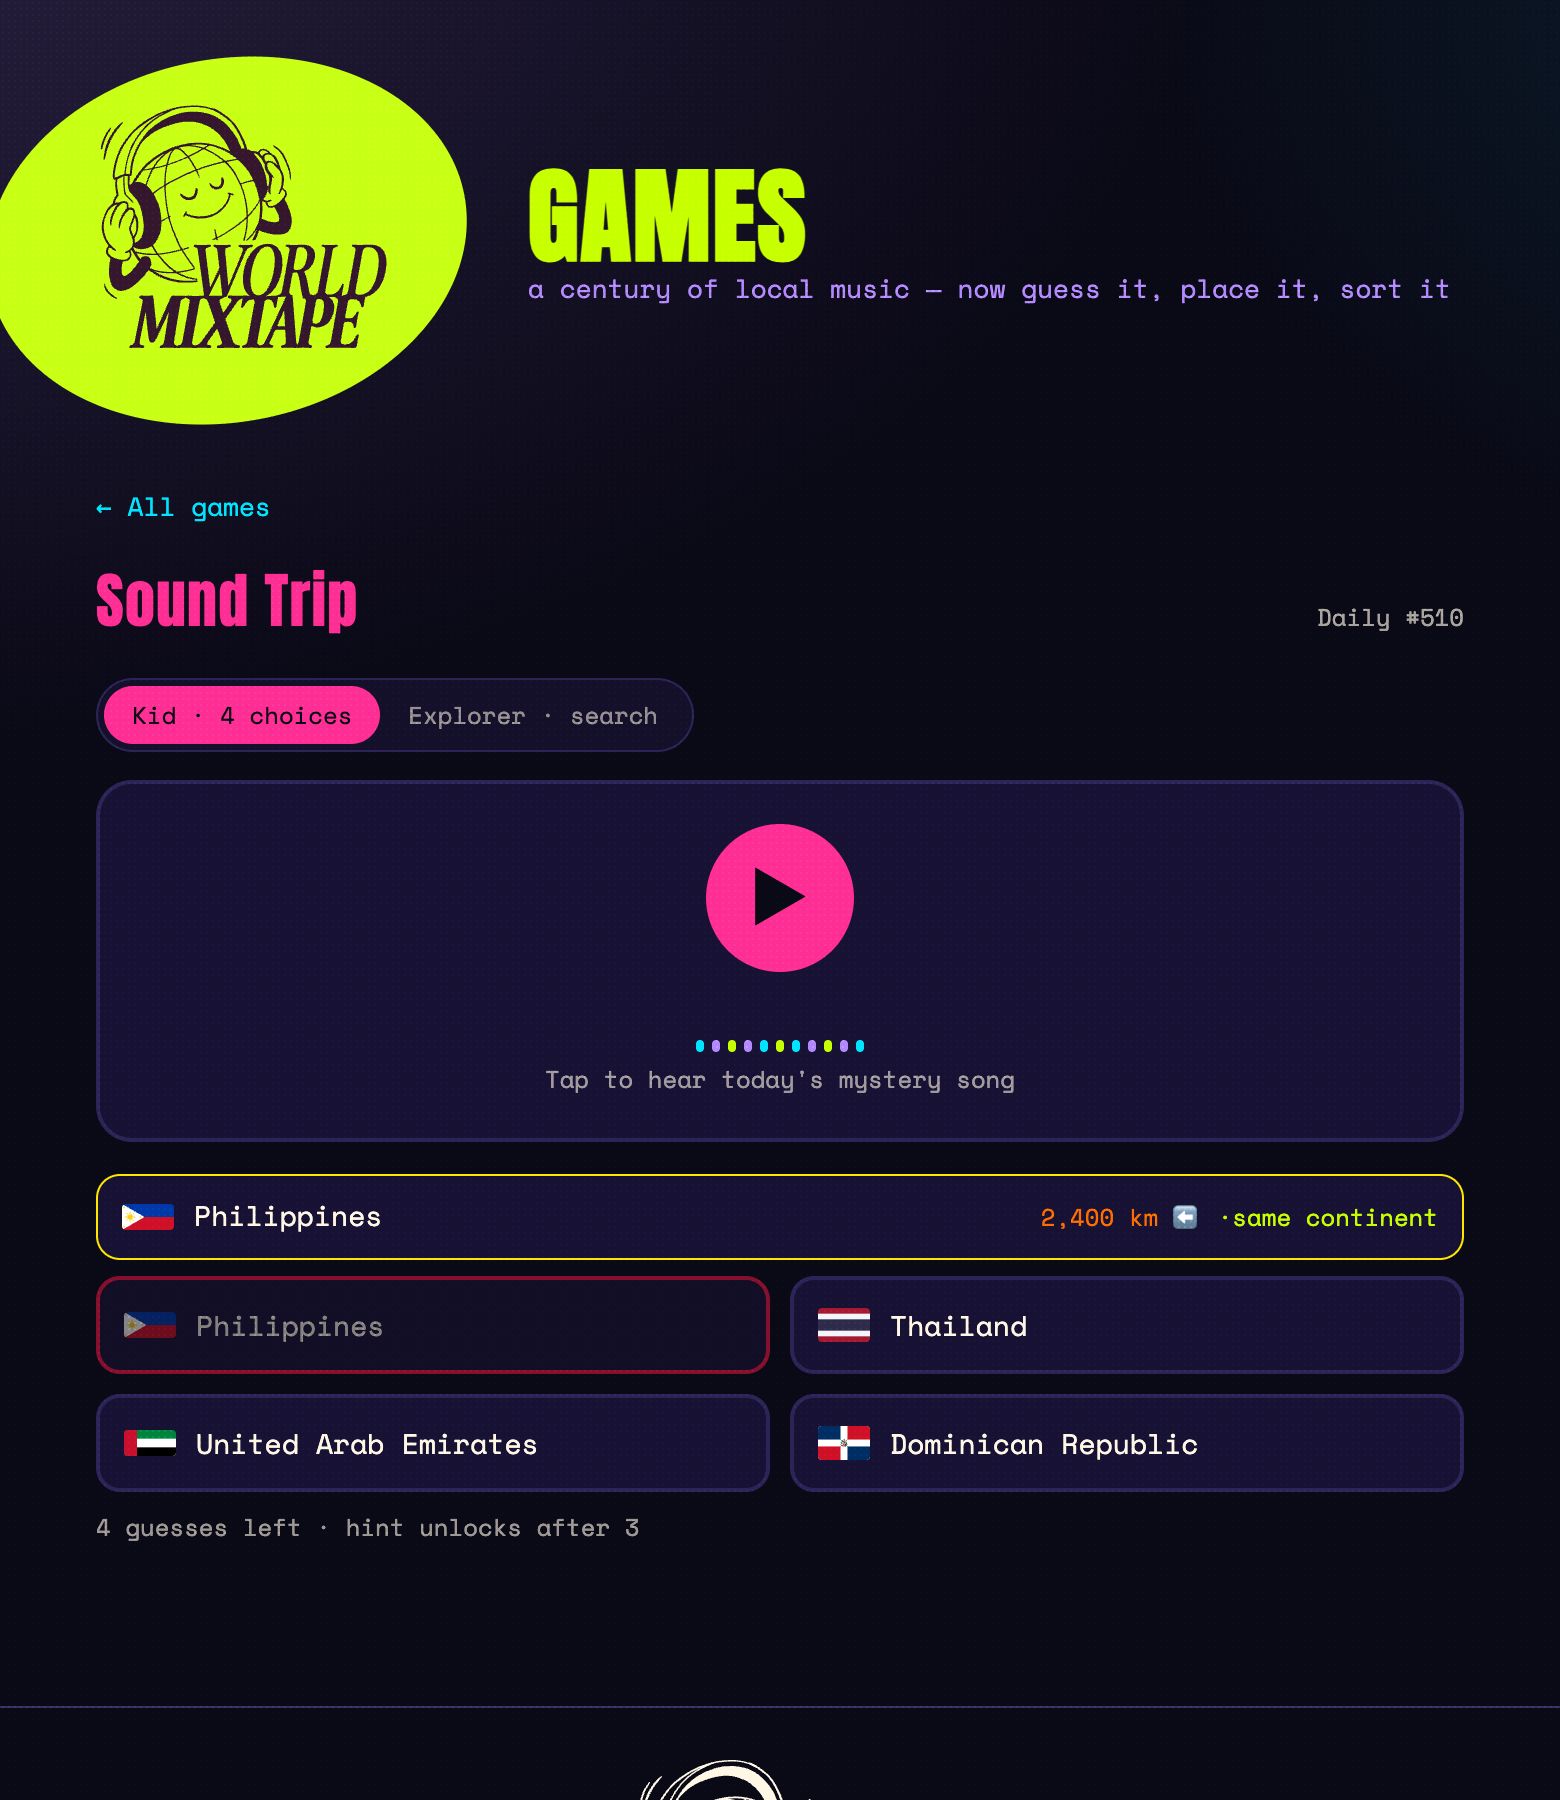 WORLD
MIXTAPE
GAMES
a century of local music — now guess it, place it, sort it
← All games
Sound Trip
Daily #510
Kid · 4 choices
Explorer · search
Tap to hear today's mystery song
Philippines
2,400 km ⬅️ ·same continent
Philippines
Thailand
United Arab Emirates
Dominican Republic
4 guesses left · hint unlocks after 3